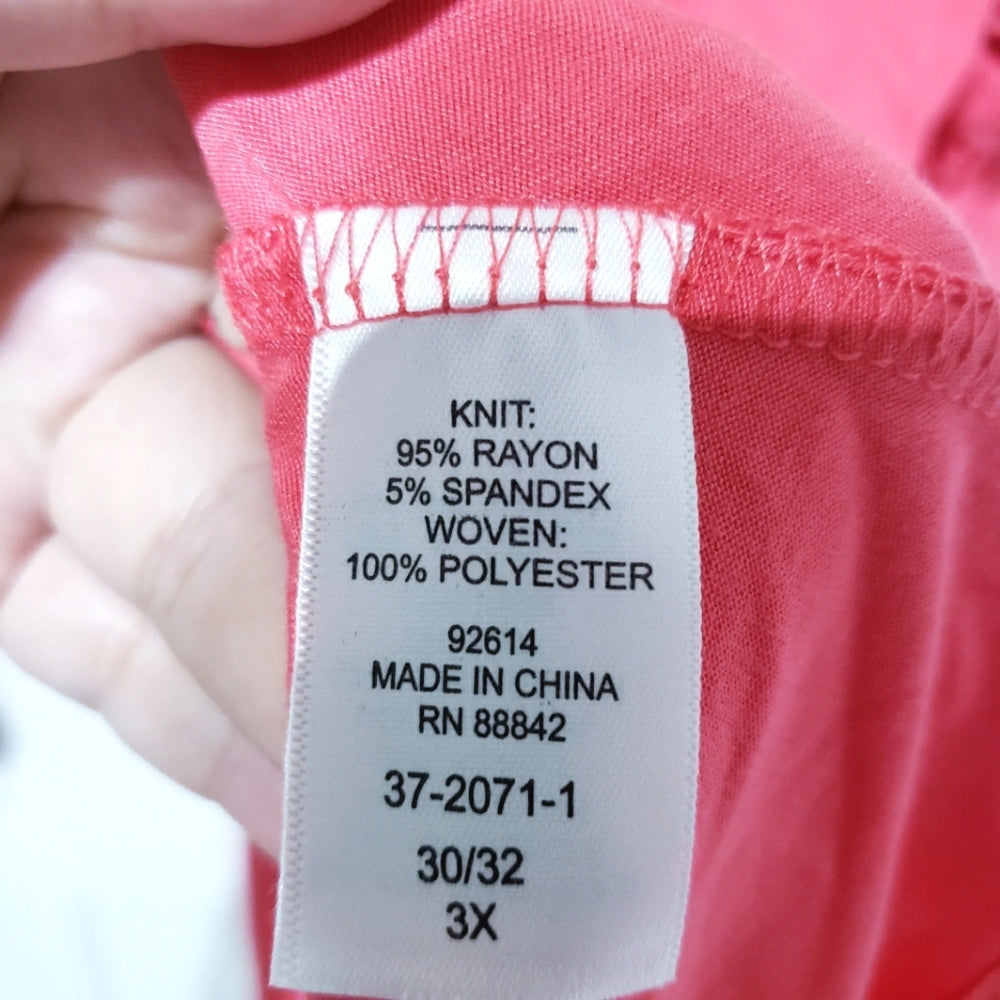 KNIT:
95% RAYON
5% SPANDEX
WOVEN:
100% POLYESTER
92614
MADE IN CHINA
RN 88842
37-2071-1
30/32
3X